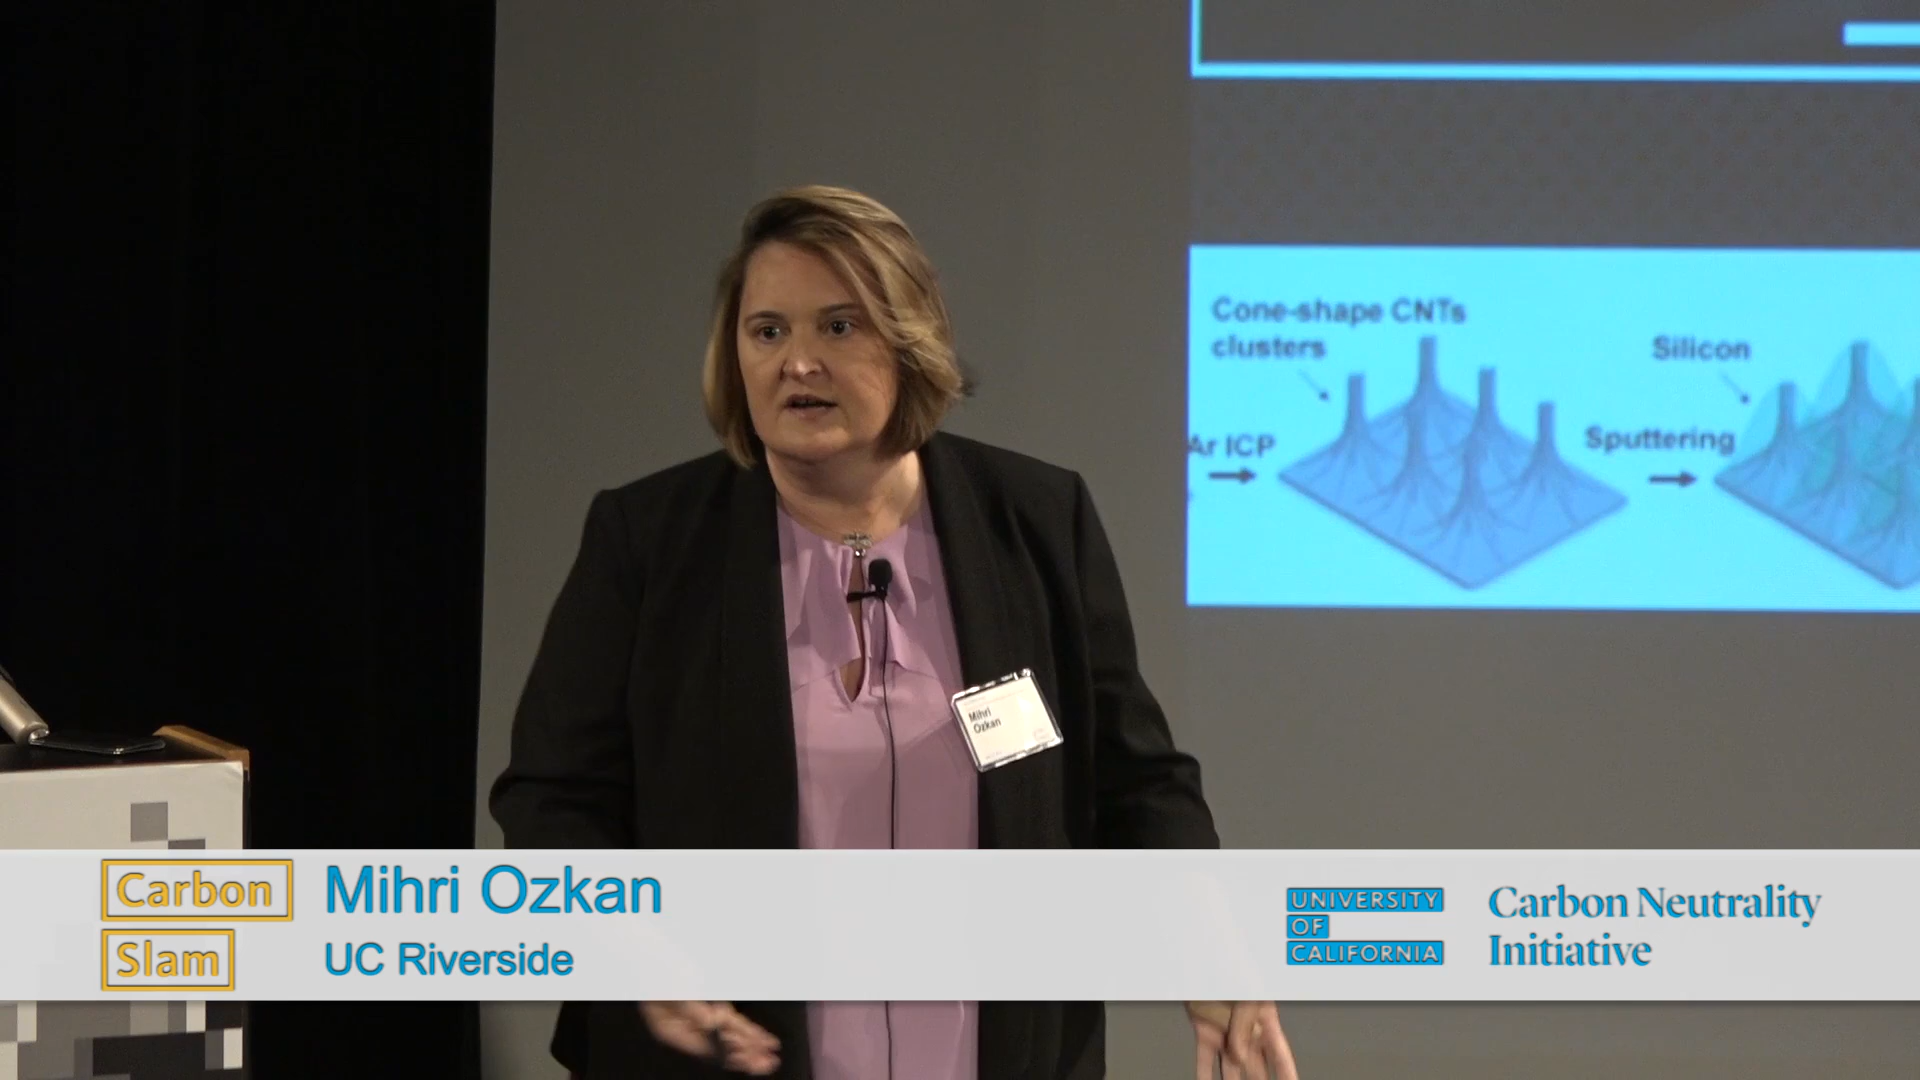 Cone-shape CNTs
clusters
Silicon
Ar ICP
Sputtering
Mihri
Ozkan
Carbon
Slam
Mihri Ozkan
UC Riverside
UNIVERSITY
OF
CALIFORNIA
Carbon Neutrality
Initiative